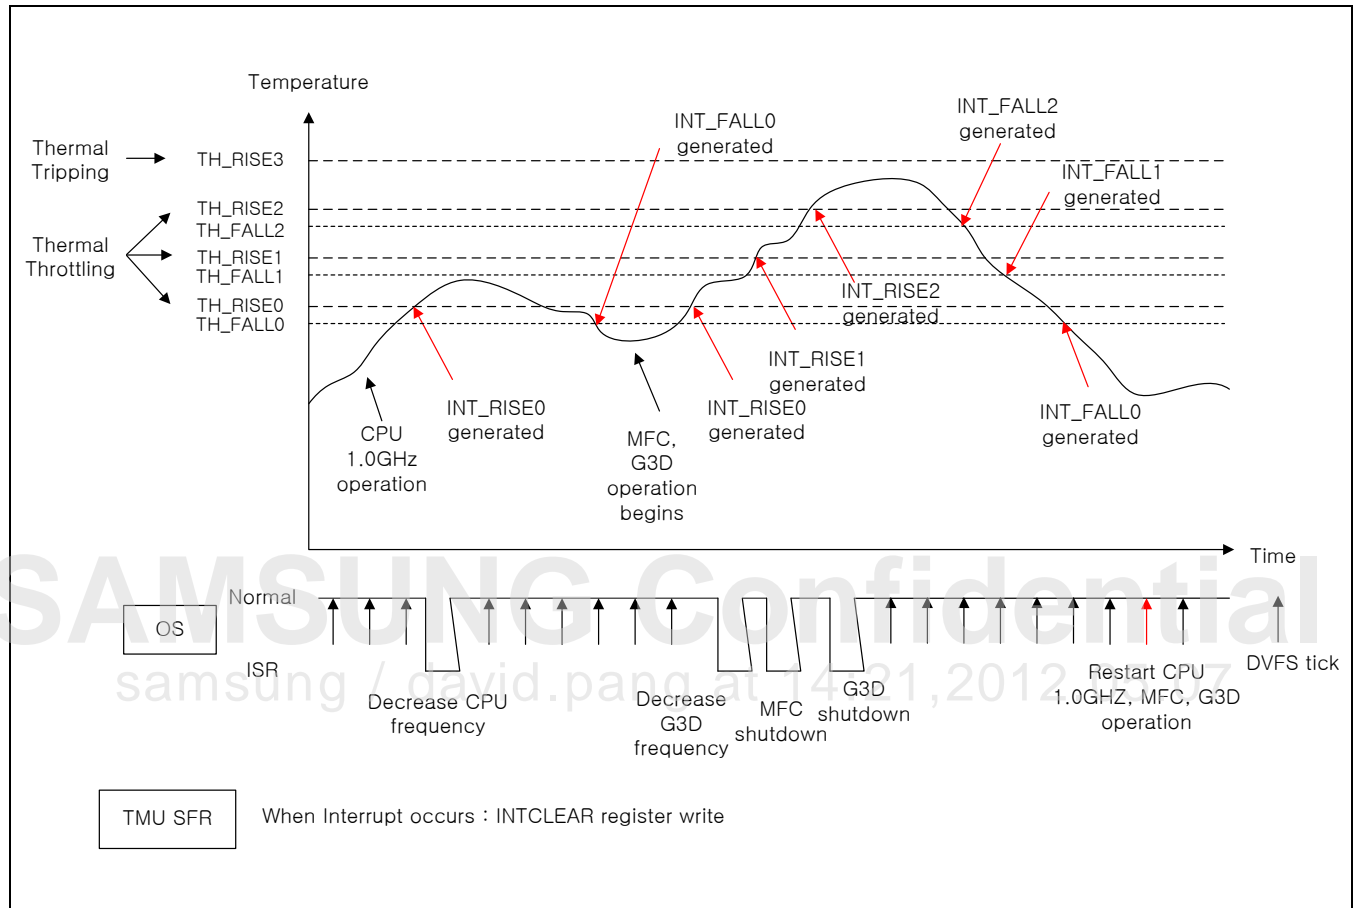 Temperature
INT_FALL0
generated
INT_FALL2
generated
Thermal
Tripping
TH_RISE3
INT_FALL1
generated
TH_RISE2
TH_FALL2
Thermal
Throttling
TH_RISE1
TH_FALL1
TH_RISE0
TH_FALL0
INT_RISE2
generated
INT_RISE1
generated
INT_RISE0
generated
INT_RISE0
generated
INT_FALL0
generated
CPU
1.0GHz
operation
MFC,
G3D
operation
begins
Time
SAMSUNG Confidential
Normal
OS
ISR
DVFS tick
samsung / david.pang at 14:21,2012.05.07
Decrease CPU
frequency
Decrease
G3D
frequency
MFC
shutdown
G3D
shutdown
Restart CPU
1.0GHZ, MFC, G3D
operation
TMU SFR
When Interrupt occurs : INTCLEAR register write